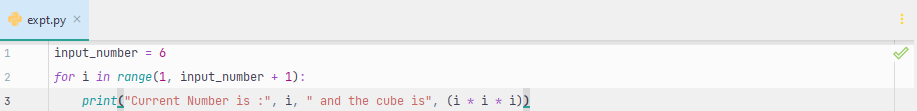 expt.py
1 input_number = 6
2 for i in range(1, input_number + 1):
3 print("Current Number is :", i, " and the cube is", (i * i * i))